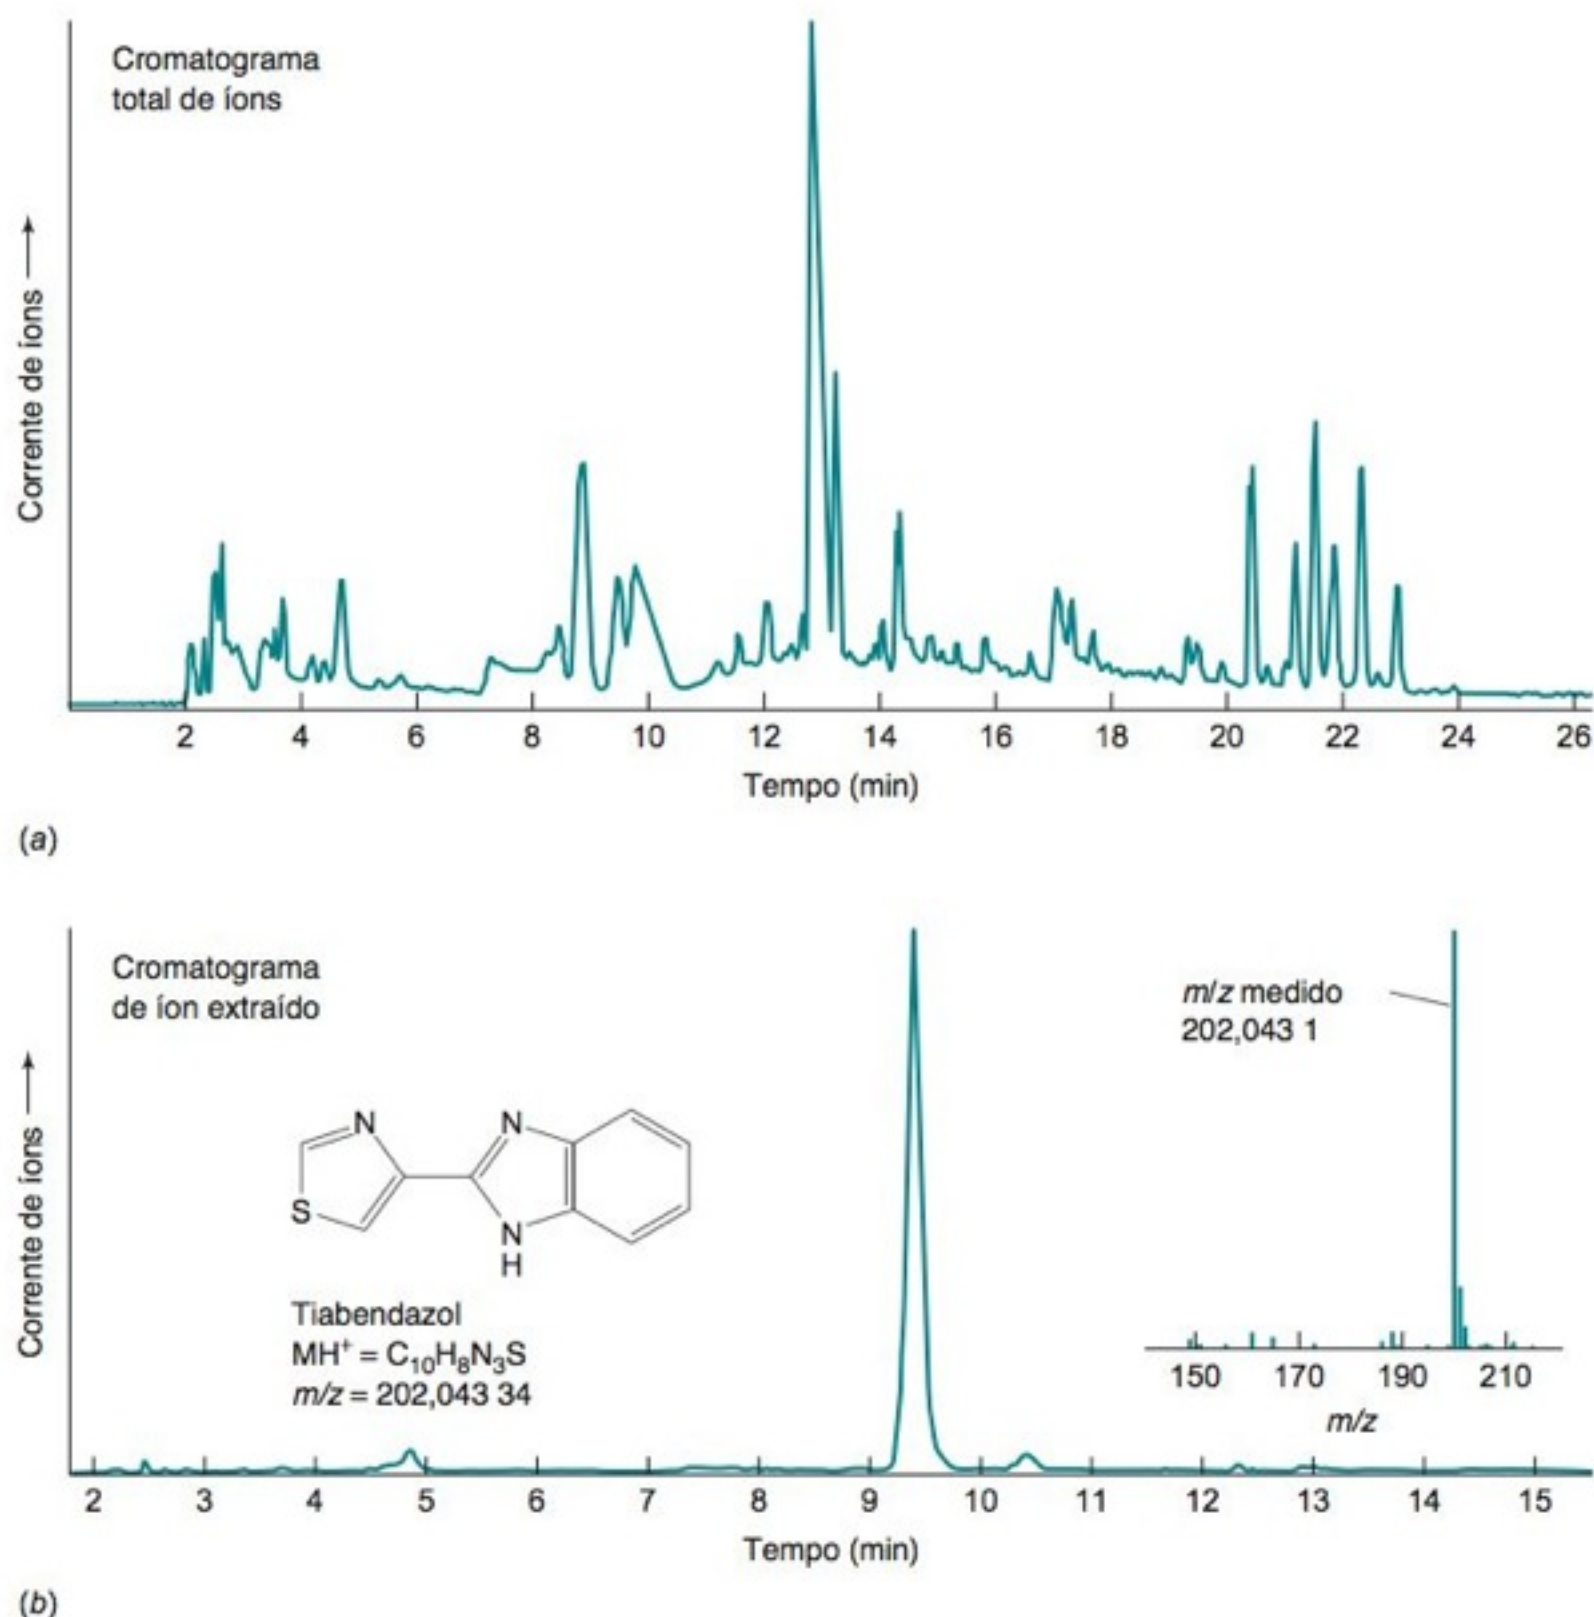 Cromatograma
total de íons
Corrente de íons
2 4 6 8 10 12 14 16 18 20 22 24 26
Tempo (min)
(a)
Cromatograma
de íon extraído
m/z medido
202,043 1
Corrente de íons
N
N
S
N
H
Tiabendazol
MH⁺ = C₁₀H₈N₃S
m/z = 202,043 34
150 170 190 210
m/z
2 3 4 5 6 7 8 9 10 11 12 13 14 15
Tempo (min)
(b)